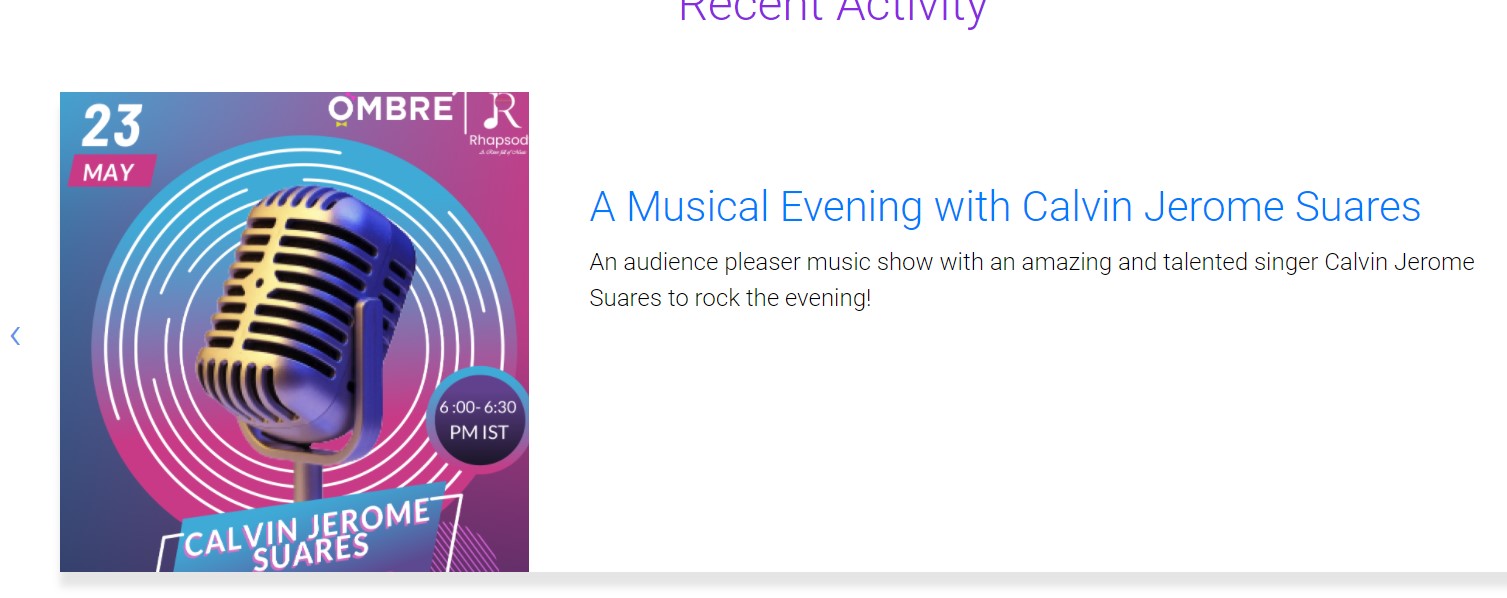 Recent Activity
23
MAY
OMBRE
R
Rhapsod
6:00-6:30
PM IST
CALVIN JEROME
SUARES
A Musical Evening with Calvin Jerome Suares
An audience pleaser music show with an amazing and talented singer Calvin Jerome
Suares to rock the evening!